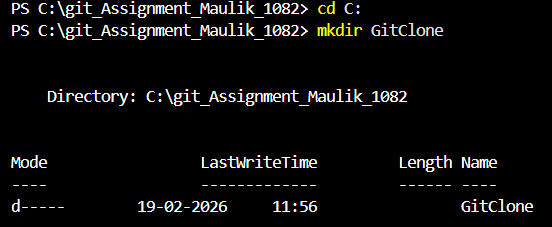 PS C:\git_Assignment_Maulik_1082> cd C:
PS C:\git_Assignment_Maulik_1082> mkdir GitClone
Directory: C:\git_Assignment_Maulik_1082
Mode                 LastWriteTime         Length Name
----                 -------------         ------ ----
d-----        19-02-2026     11:56                GitClone